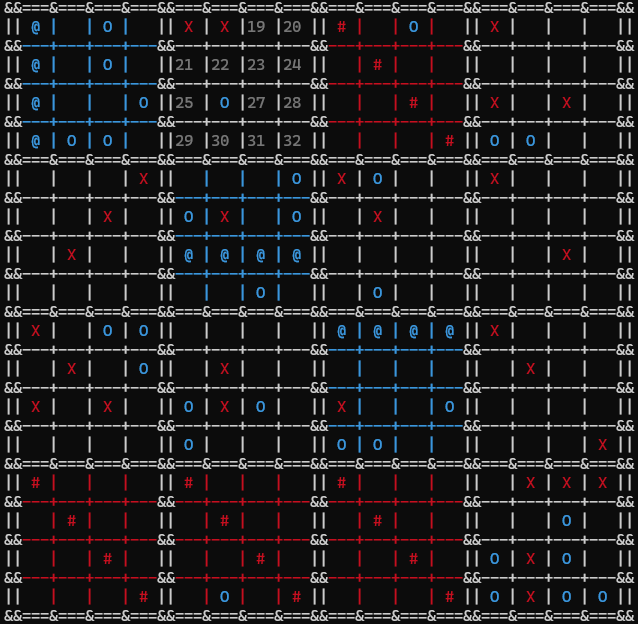 &&===&===&===&===&&===&===&===&===&&===&===&===&===&&===&===&===&===&&
|| @ |   | O |   || X | X |19 |20 || # |   | O |   || X |   |   |   ||
&&---+---+---+---&&---+---+---+---&&---+---+---+---&&---+---+---+---&&
|| @ |   | O |   ||21 |22 |23 |24 ||   | # |   |   ||   |   |   |   ||
&&---+---+---+---&&---+---+---+---&&---+---+---+---&&---+---+---+---&&
|| @ |   |   | O ||25 | O |27 |28 ||   |   | # |   || X |   | X |   ||
&&---+---+---+---&&---+---+---+---&&---+---+---+---&&---+---+---+---&&
|| @ | O | O |   ||29 |30 |31 |32 ||   |   |   | # || O | O |   |   ||
&&===&===&===&===&&===&===&===&===&&===&===&===&===&&===&===&===&===&&
||   |   |   | X ||   |   |   | O || X | O |   |   || X |   |   |   ||
&&---+---+---+---&&---+---+---+---&&---+---+---+---&&---+---+---+---&&
||   |   | X |   || O | X |   | O ||   | X |   |   ||   |   |   |   ||
&&---+---+---+---&&---+---+---+---&&---+---+---+---&&---+---+---+---&&
||   | X |   |   || @ | @ | @ | @ ||   |   |   |   ||   |   | X |   ||
&&---+---+---+---&&---+---+---+---&&---+---+---+---&&---+---+---+---&&
||   |   |   |   ||   |   | O |   ||   | O |   |   ||   |   |   |   ||
&&===&===&===&===&&===&===&===&===&&===&===&===&===&&===&===&===&===&&
|| X |   | O | O ||   |   |   |   || @ | @ | @ | @ || X |   |   |   ||
&&---+---+---+---&&---+---+---+---&&---+---+---+---&&---+---+---+---&&
||   | X |   | O ||   | X |   |   ||   |   |   |   ||   | X |   |   ||
&&---+---+---+---&&---+---+---+---&&---+---+---+---&&---+---+---+---&&
|| X |   | X |   || O | X | O |   || X |   |   | O ||   |   |   |   ||
&&---+---+---+---&&---+---+---+---&&---+---+---+---&&---+---+---+---&&
||   |   |   |   || O |   |   |   || O | O |   |   ||   |   |   | X ||
&&===&===&===&===&&===&===&===&===&&===&===&===&===&&===&===&===&===&&
|| # |   |   |   || # |   |   |   || # |   |   |   ||   | X | X | X ||
&&---+---+---+---&&---+---+---+---&&---+---+---+---&&---+---+---+---&&
||   | # |   |   ||   | # |   |   ||   | # |   |   ||   |   | O |   ||
&&---+---+---+---&&---+---+---+---&&---+---+---+---&&---+---+---+---&&
||   |   | # |   ||   |   | # |   ||   |   | # |   || O | X | O |   ||
&&---+---+---+---&&---+---+---+---&&---+---+---+---&&---+---+---+---&&
||   |   |   | # ||   | O |   | # ||   |   |   | # || O | X | O | O ||
&&===&===&===&===&&===&===&===&===&&===&===&===&===&&===&===&===&===&&